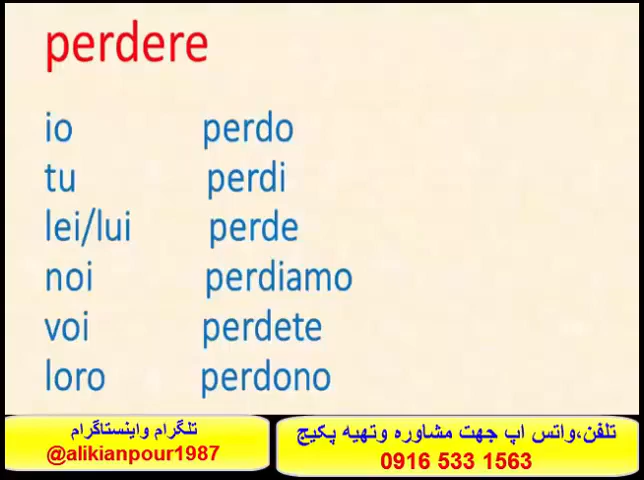 perdere
io perdo
tu perdi
lei/lui perde
noi perdiamo
voi perdete
loro perdono
تلگرام واینستاگرام
@alikianpour1987
تلفن،واتس اپ جهت مشاوره وتهیه پکیج
0916 533 1563